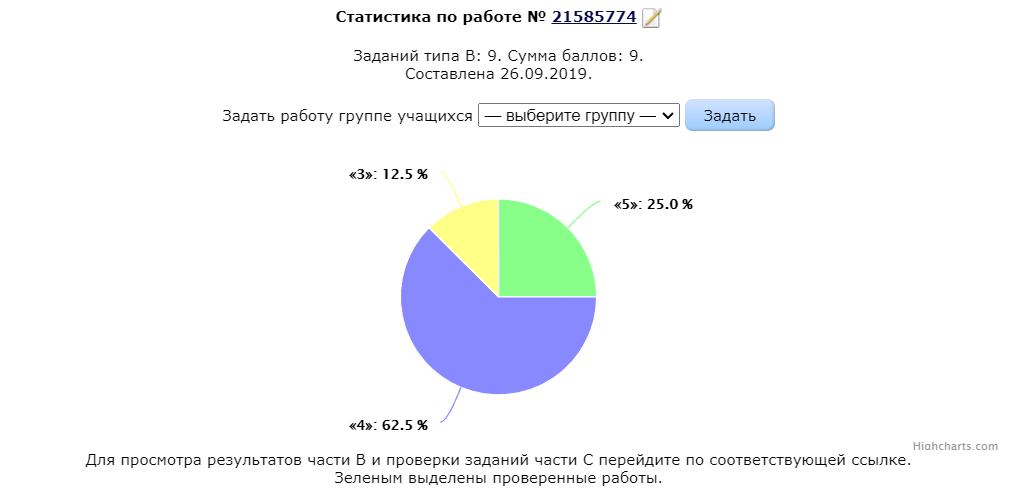 Статистика по работе № 21585774
Заданий типа В: 9. Сумма баллов: 9.
Составлена 26.09.2019.
Задать работу группе учащихся — выберите группу — Задать
«3»: 12.5 %
«5»: 25.0 %
«4»: 62.5 %
Highcharts.com
Для просмотра результатов части В и проверки заданий части С перейдите по соответствующей ссылке.
Зеленым выделены проверенные работы.